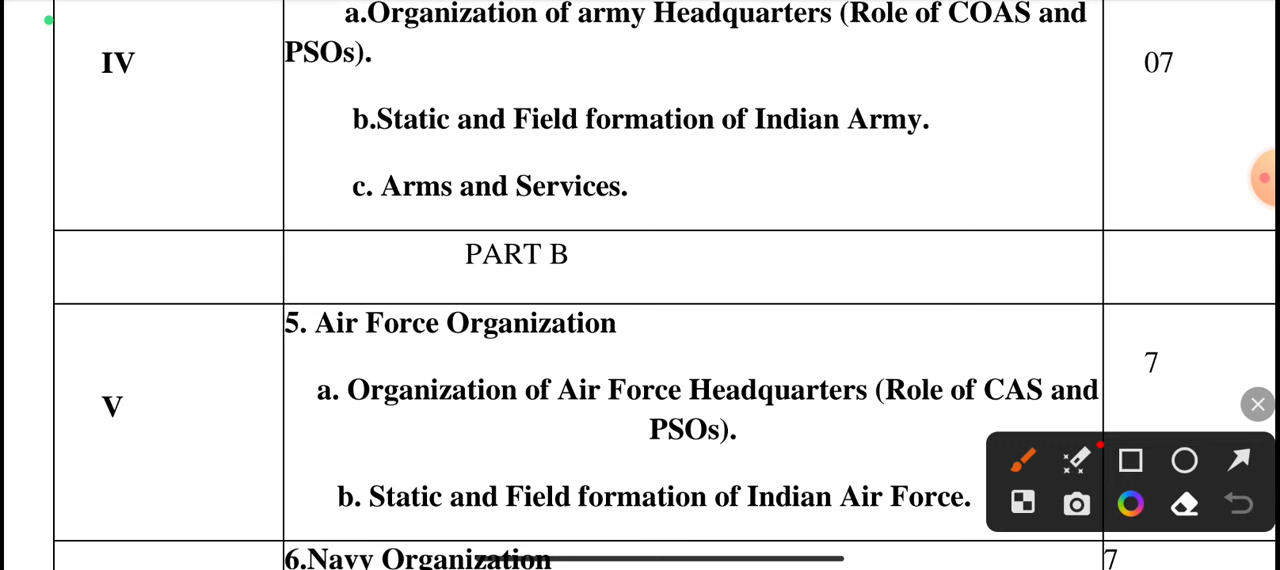 a.Organization of army Headquarters (Role of COAS and
PSOs).
IV
07
b.Static and Field formation of Indian Army.
c. Arms and Services.
PART B
5. Air Force Organization
7
a. Organization of Air Force Headquarters (Role of CAS and
PSOs).
V
b. Static and Field formation of Indian Air Force.
6.Navy Organization
7